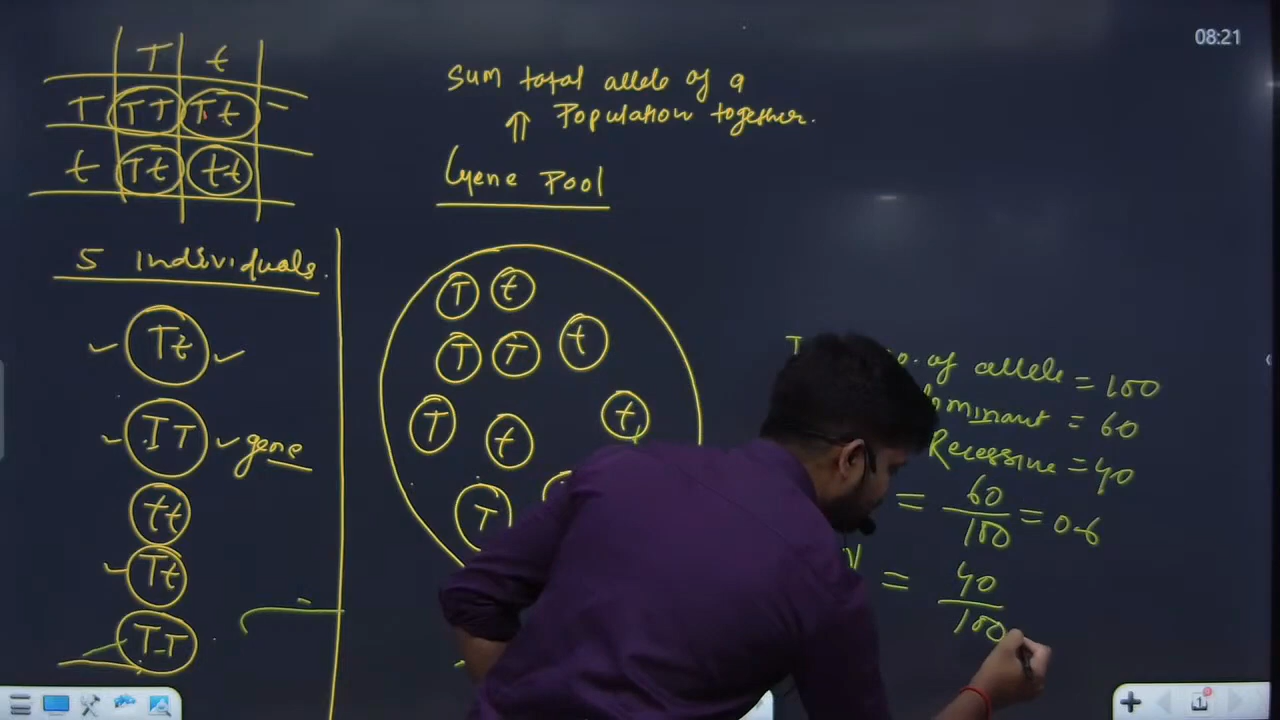 08:21
T t
T TT Tt
t Tt tt
Sum total allele of a
Population together.
Gene Pool
5 individuals.
Tt
TT gene
tt
Tt
TT
T t
T T t
T t t
T
of allele = 100
= 60
Recessive = 40
= 60/100 = 0.6
= 40/100
1